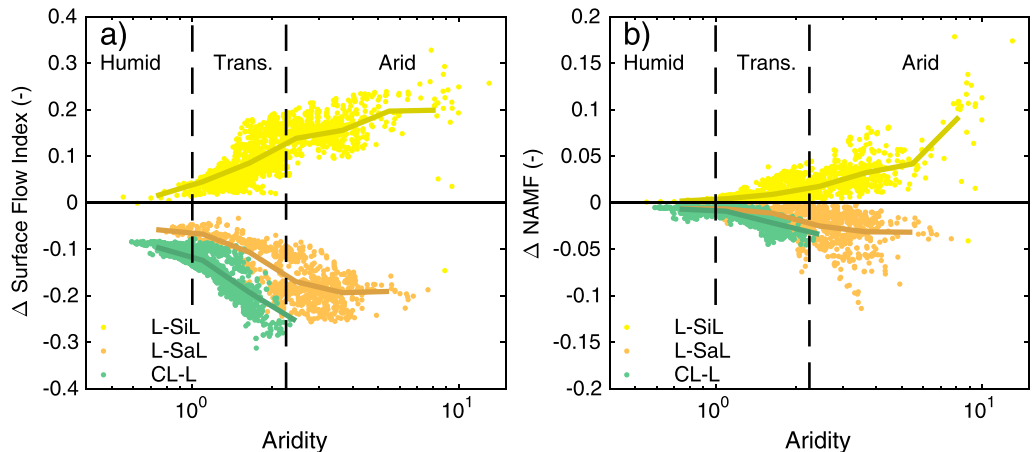 a)
Humid Trans. Arid
0.4
0.3
0.2
0.1
0
-0.1
-0.2
-0.3
-0.4
Δ Surface Flow Index (-)
L-SiL
L-SaL
CL-L
10^0 10^1
Aridity
b)
Humid Trans. Arid
0.2
0.15
0.1
0.05
0
-0.05
-0.1
-0.15
-0.2
Δ NAMF (-)
L-SiL
L-SaL
CL-L
10^0 10^1
Aridity